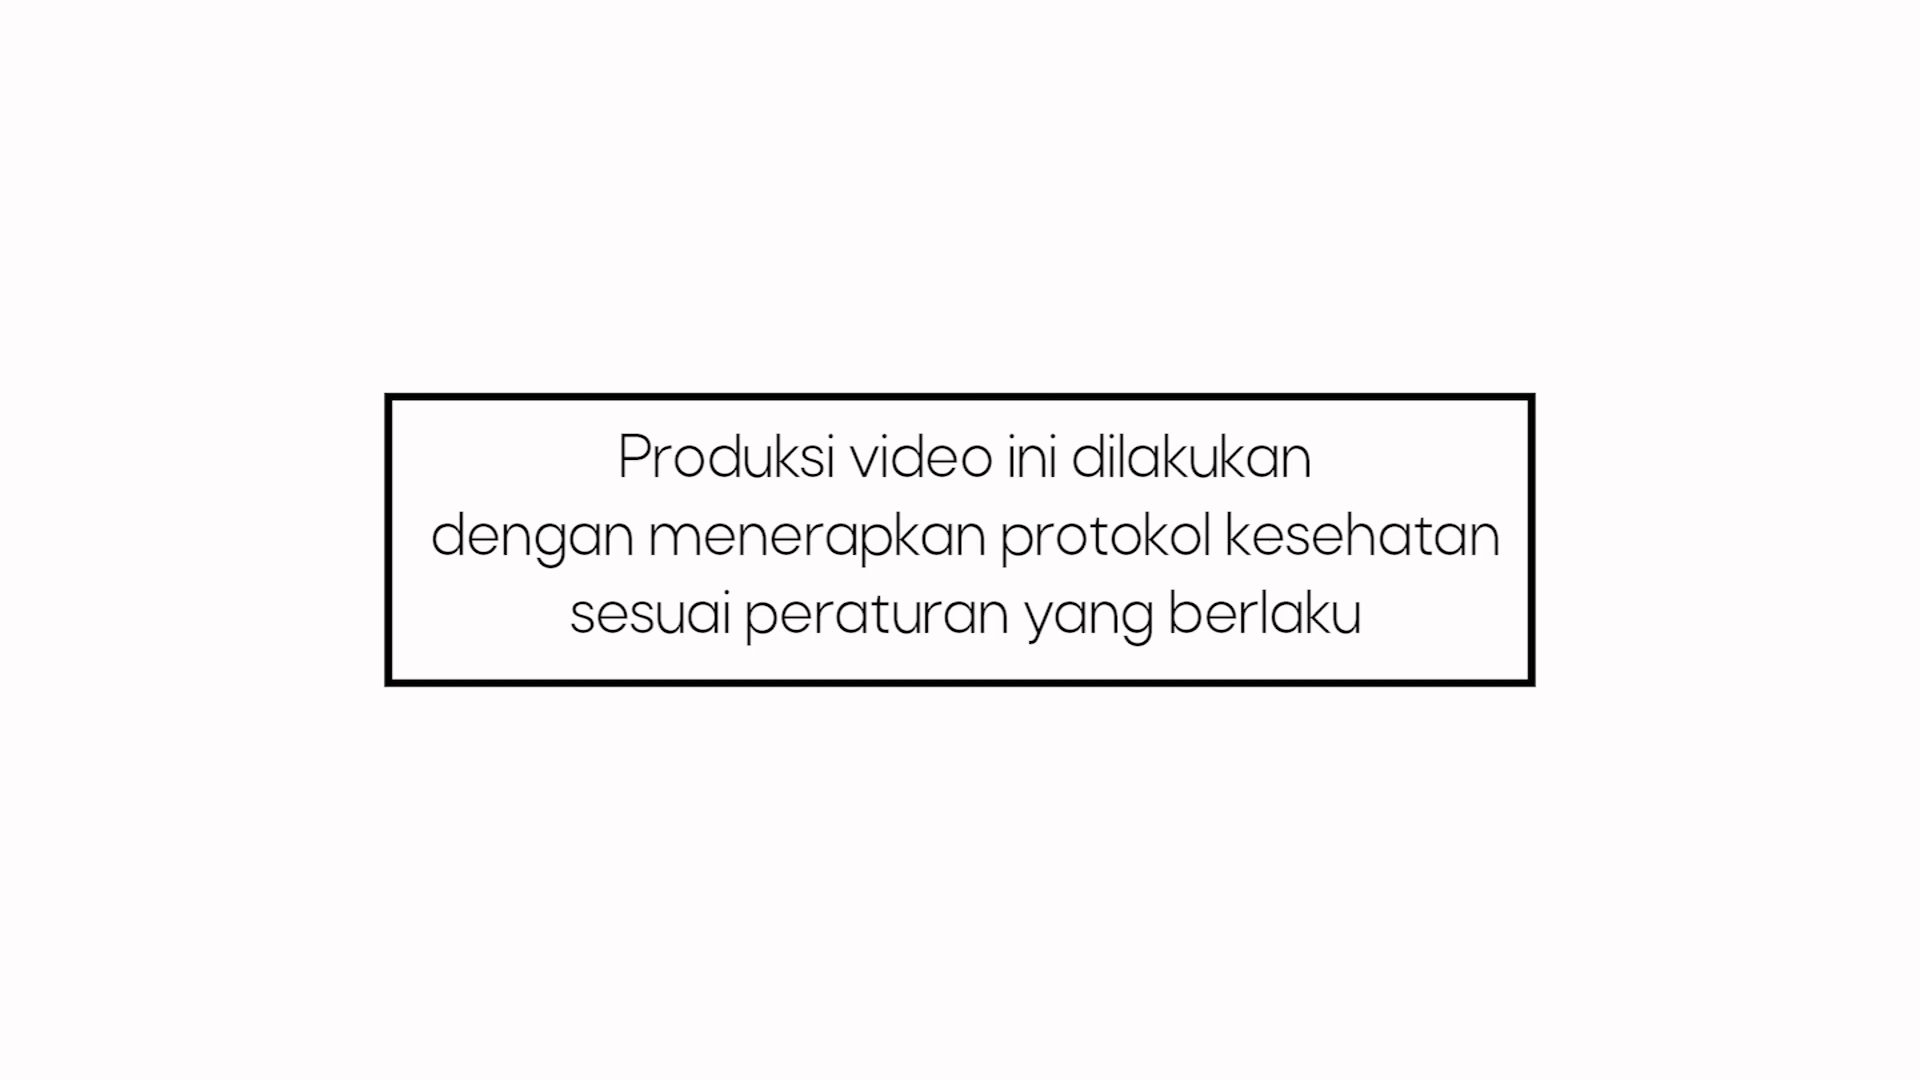 Produksi video ini dilakukan
dengan menerapkan protokol kesehatan
sesuai peraturan yang berlaku